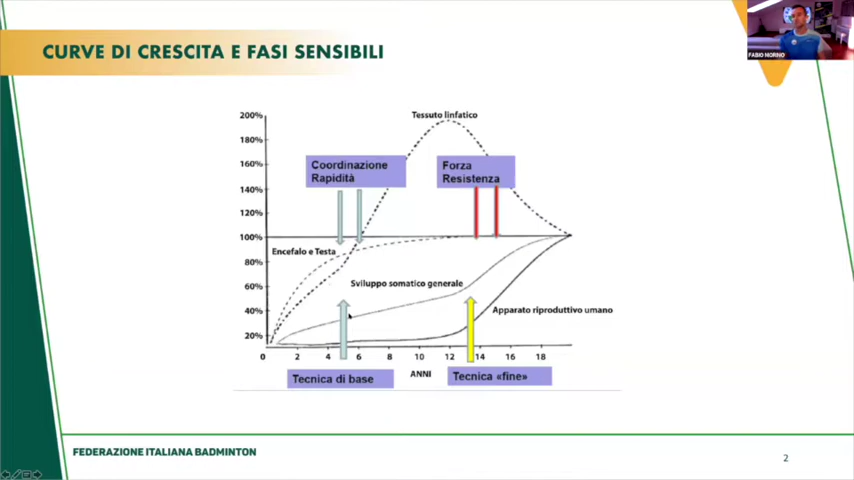 CURVE DI CRESCITA E FASI SENSIBILI
FABIO MORINO
200%
180%
160%
140%
120%
100%
80%
60%
40%
20%
Tessuto linfatico
Coordinazione
Rapidità
Forza
Resistenza
Encefalo e Testa
Sviluppo somatico generale
Apparato riproduttivo umano
0 2 4 6 8 10 12 14 16 18
ANNI
Tecnica di base
Tecnica «fine»
FEDERAZIONE ITALIANA BADMINTON
2